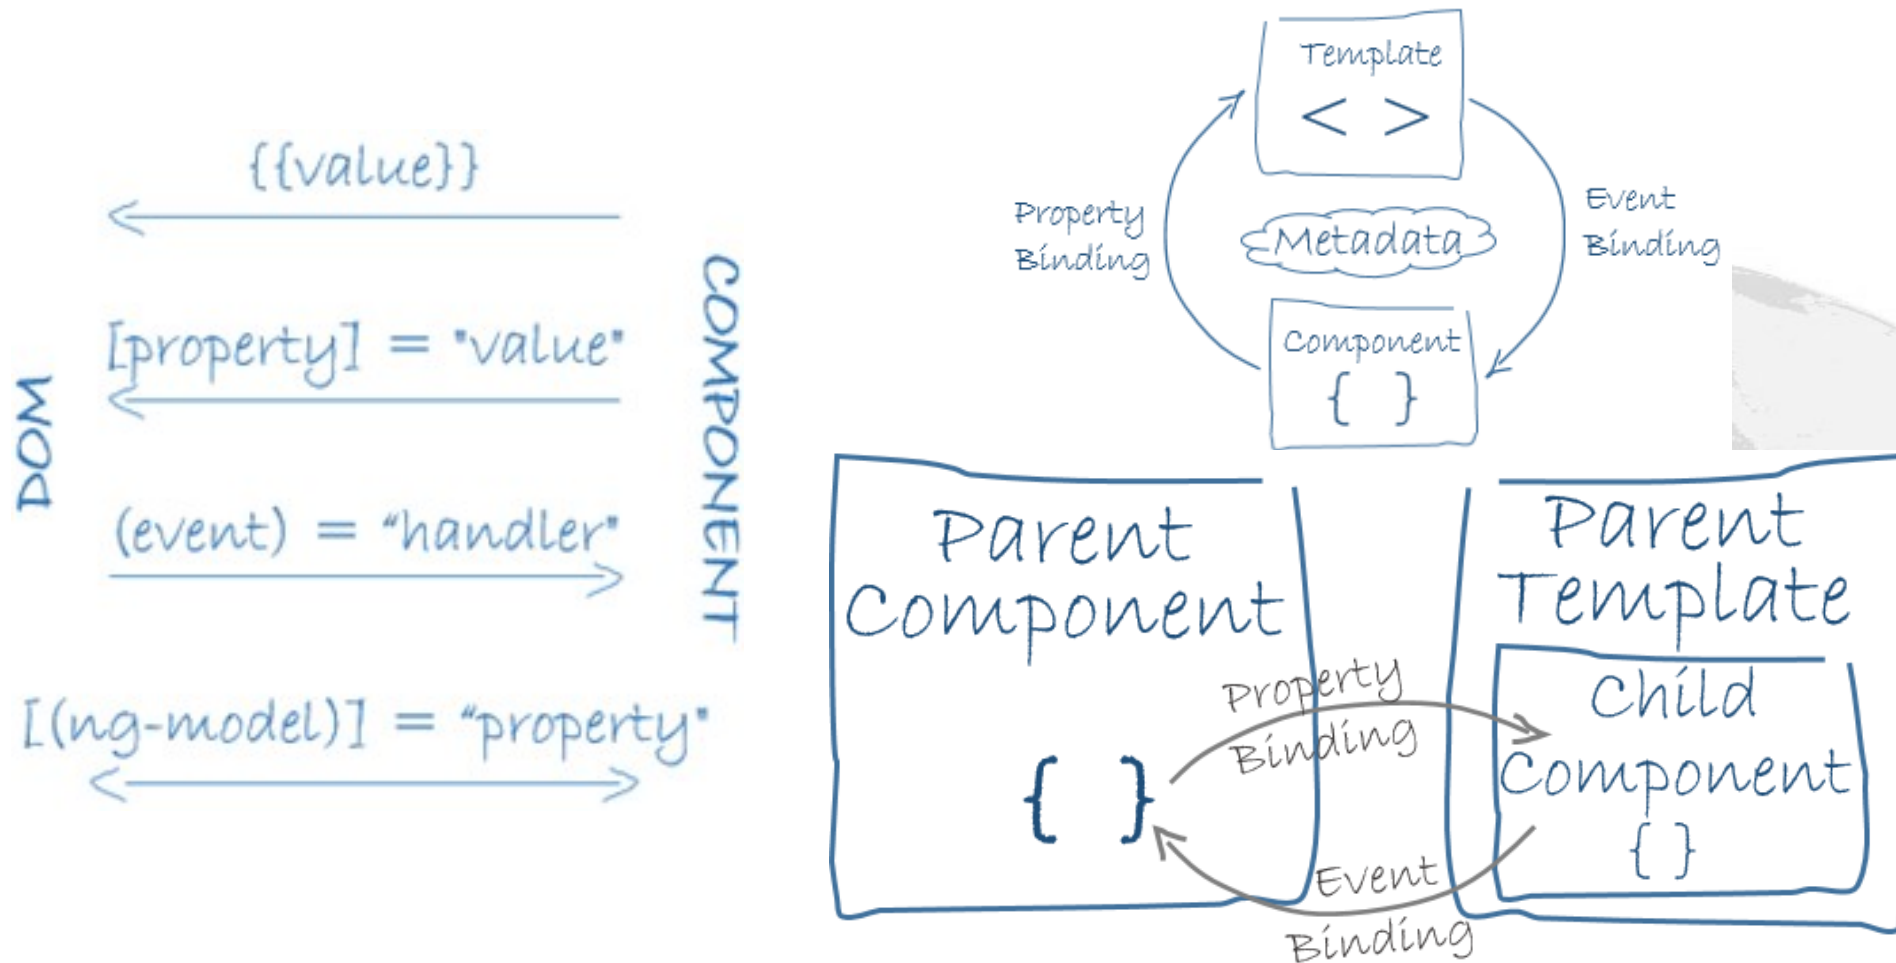 {{value}}
[property] = "value"
(event) = "handler"
[(ng-model)] = "property"
DOM
COMPONENT
Template
< >
Property
Binding
Metadata
Event
Binding
Component
{ }
Parent
Component
{ }
Property
Binding
Event
Binding
Parent
Template
Child
Component
{ }